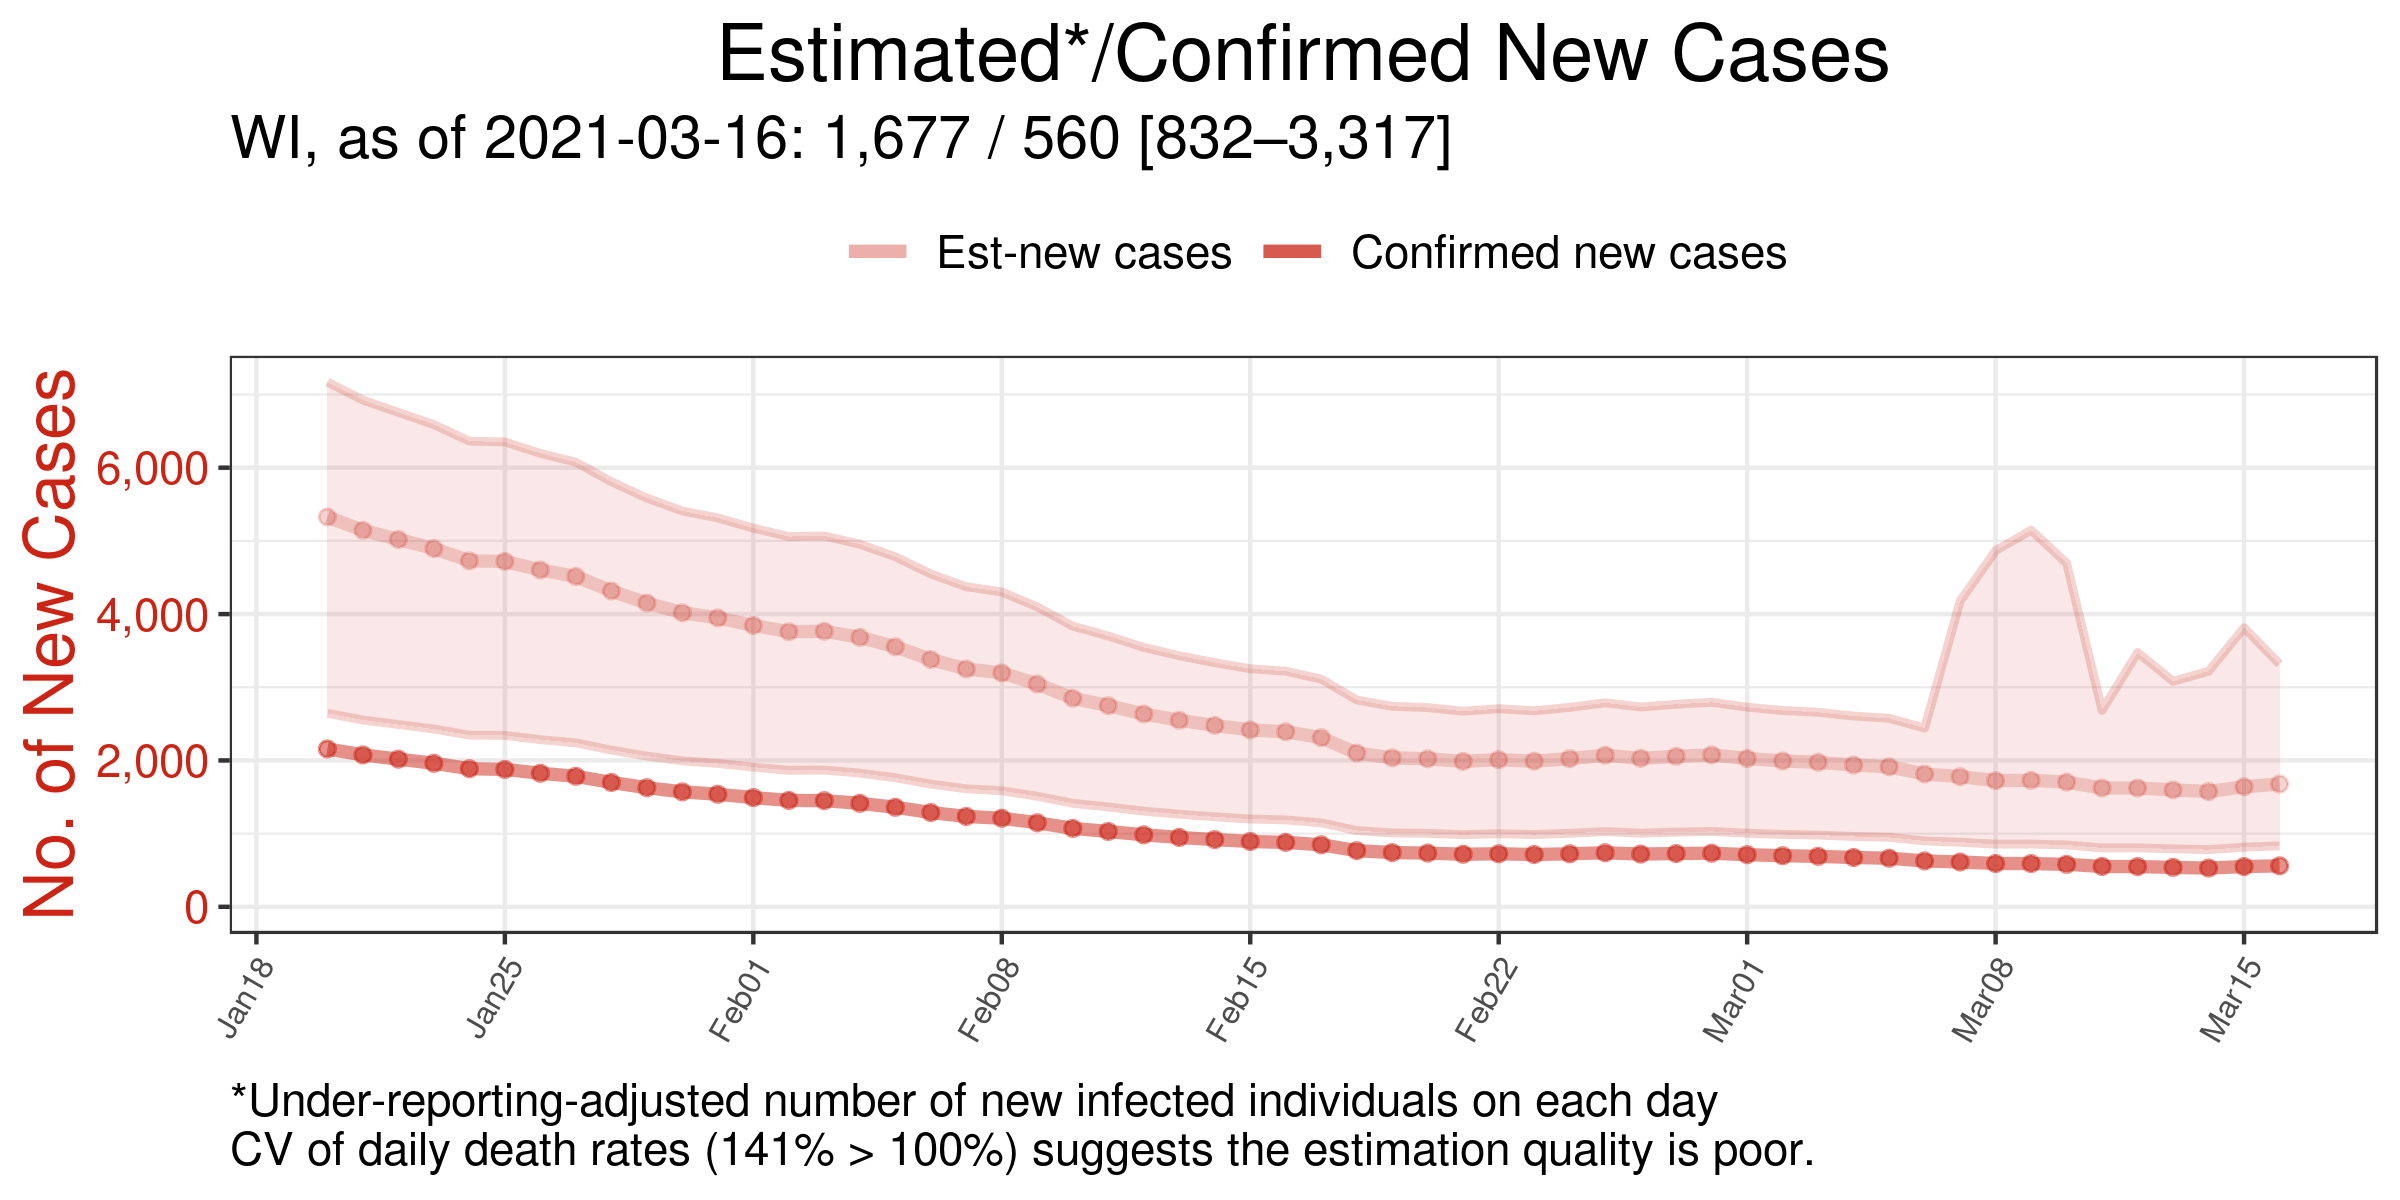 Estimated*/Confirmed New Cases
WI, as of 2021-03-16: 1,677 / 560 [832–3,317]
Est-new cases Confirmed new cases
No. of New Cases
6,000
4,000
2,000
0
Jan18 Jan25 Feb01 Feb08 Feb15 Feb22 Mar01 Mar08 Mar15
*Under-reporting-adjusted number of new infected individuals on each day
CV of daily death rates (141% > 100%) suggests the estimation quality is poor.